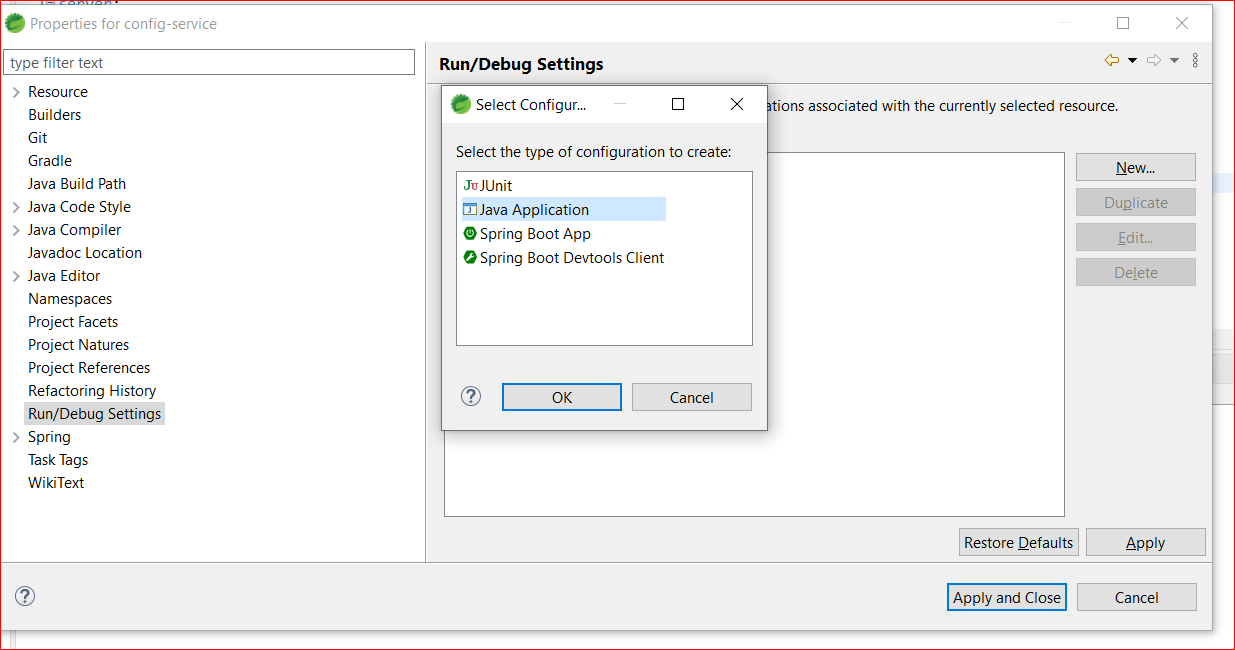 server:
Properties for config-service
type filter text
Resource
Builders
Git
Gradle
Java Build Path
Java Code Style
Java Compiler
Javadoc Location
Java Editor
Namespaces
Project Facets
Project Natures
Project References
Refactoring History
Run/Debug Settings
Spring
Task Tags
WikiText
Run/Debug Settings
ations associated with the currently selected resource.
Select Configur...
Select the type of configuration to create:
JUnit
Java Application
Spring Boot App
Spring Boot Devtools Client
OK
Cancel
New...
Duplicate
Edit...
Delete
Restore Defaults
Apply
Apply and Close
Cancel